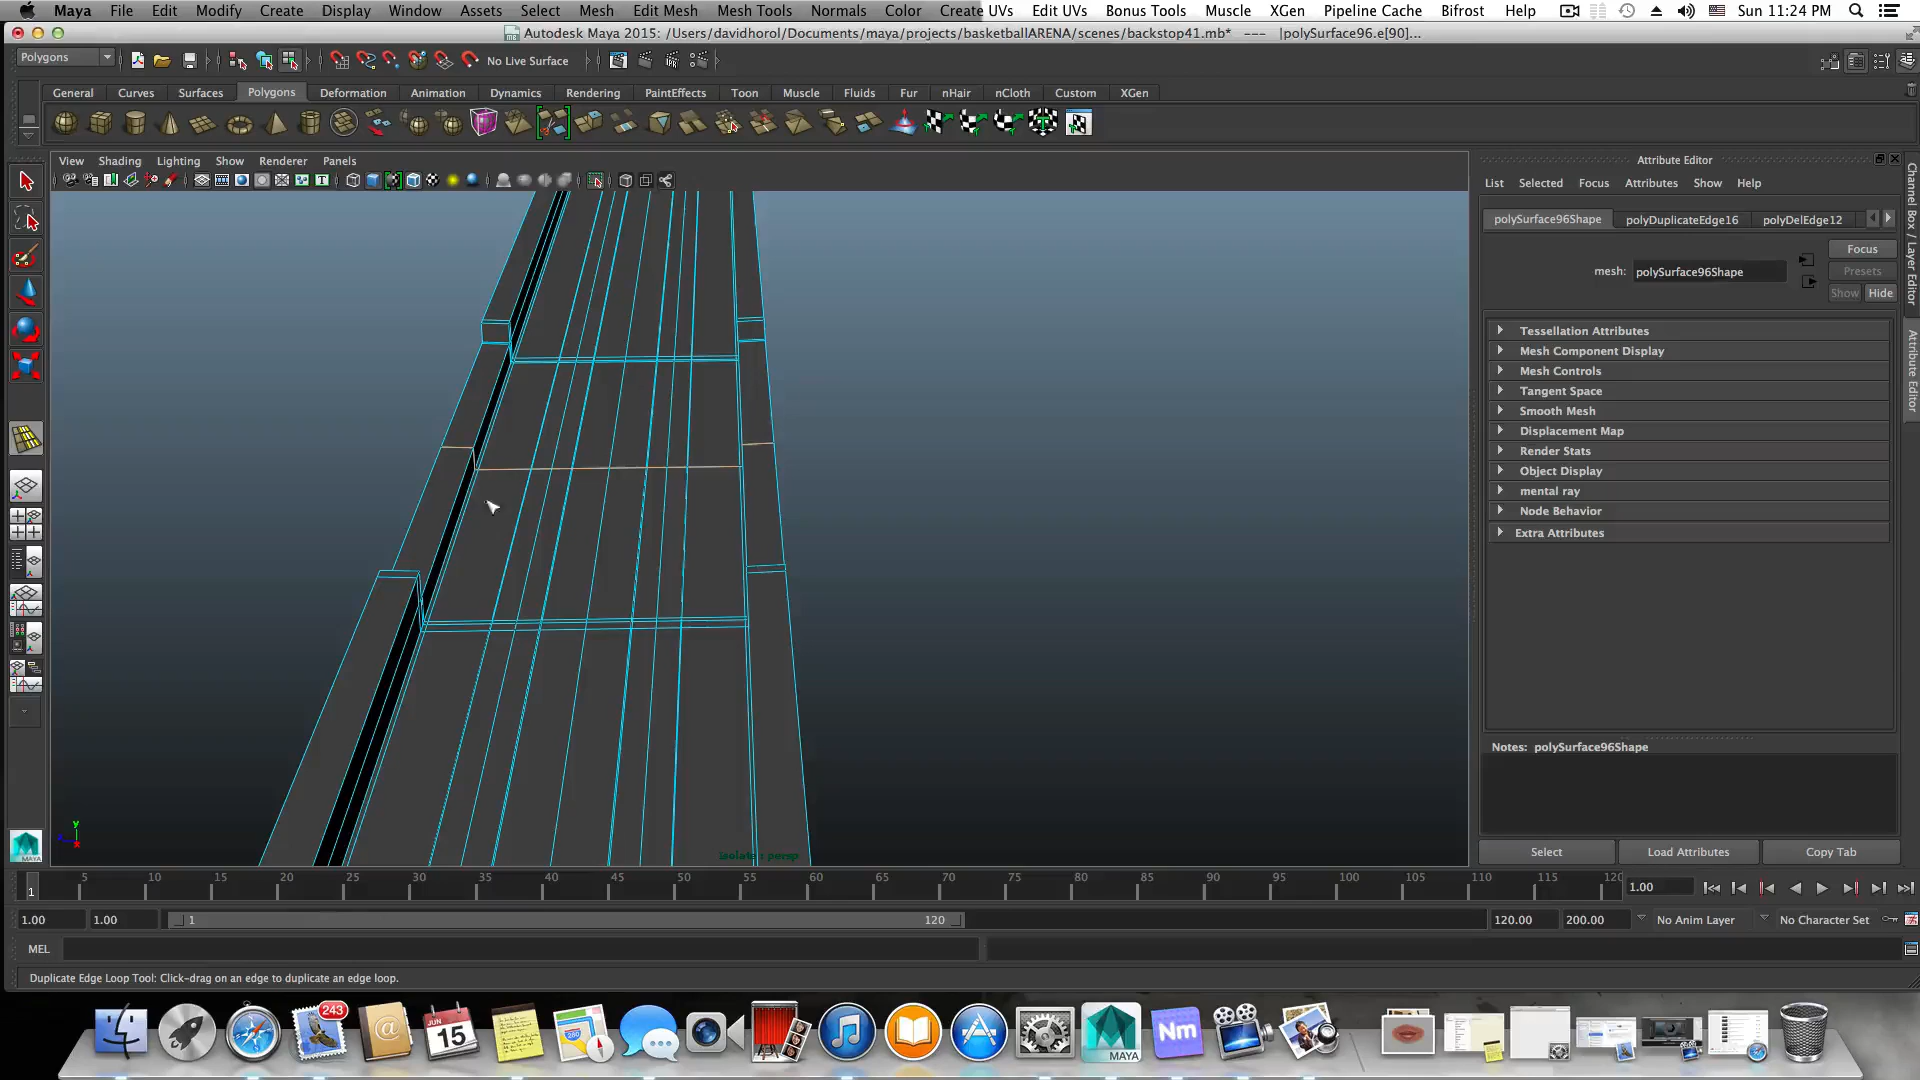 Maya File Edit Modify Create Display Window Assets Select Mesh Edit Mesh Mesh Tools Normals Color Create UVs Edit UVs Bonus Tools Muscle XGen Pipeline Cache Bifrost Help Sun 11:24 PM
Autodesk Maya 2015: /Users/davidhorol/Documents/maya/projects/basketballARENA/scenes/backstop41.mb* --- |polySurface96.e[90]...
Polygons No Live Surface
General Curves Surfaces Polygons Deformation Animation Dynamics Rendering PaintEffects Toon Muscle Fluids Fur nHair nCloth Custom XGen
View Shading Lighting Show Renderer Panels
Attribute Editor
List Selected Focus Attributes Show Help
polySurface96Shape polyDuplicateEdge16 polyDelEdge12
Focus
mesh: polySurface96Shape Presets
Show Hide
Tessellation Attributes
Mesh Component Display
Mesh Controls
Tangent Space
Smooth Mesh
Displacement Map
Render Stats
Object Display
mental ray
Node Behavior
Extra Attributes
Notes: polySurface96Shape
Select Load Attributes Copy Tab
Channel Box / Layer Editor
Attribute Editor
y
x
isolate : persp
MAYA
1 5 10 15 20 25 30 35 40 45 50 55 60 65 70 75 80 85 90 95 100 105 110 115 120 1.00
1.00 1.00 1 120 120.00 200.00 No Anim Layer No Character Set
MEL
Duplicate Edge Loop Tool: Click-drag on an edge to duplicate an edge loop.
243
JUN
15
MAYA
Nm